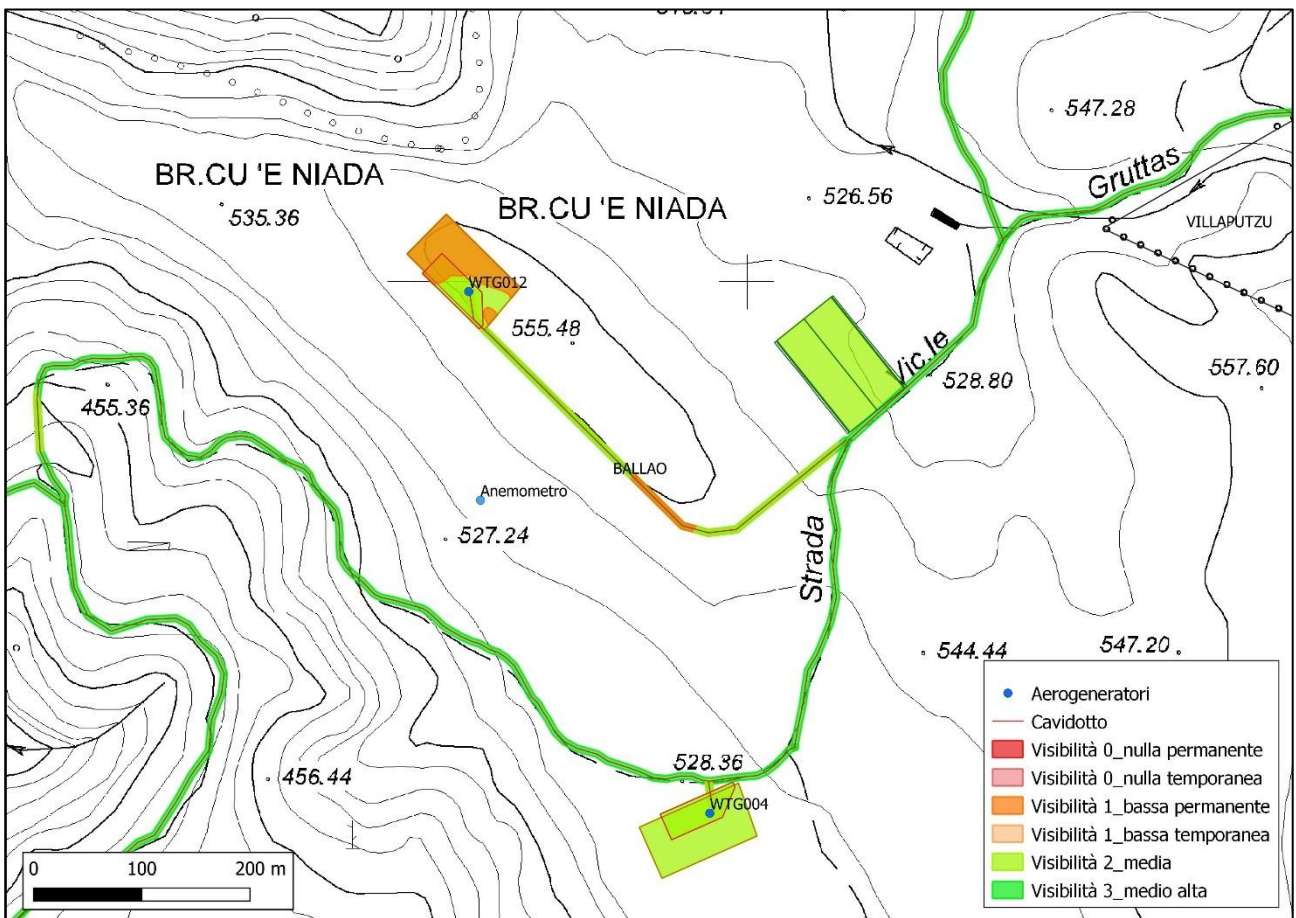 547.28
Gruttas
BR.CU 'E NIADA
BR.CU 'E NIADA
526.56
535.36
VILLAPUTZU
WTG012
555.48
Vic.le
528.80
557.60
455.36
BALLAO
Anemometro
527.24
Strada
544.44
547.20
528.36
456.44
WTG004
Aerogeneratori
Cavidotto
Visibilità 0_nulla permanente
Visibilità 0_nulla temporanea
Visibilità 1_bassa permanente
Visibilità 1_bassa temporanea
Visibilità 2_media
Visibilità 3_medio alta
0 100 200 m